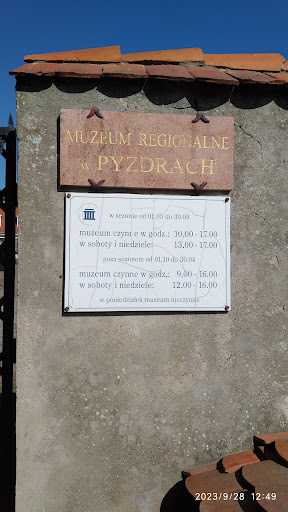 MUZEUM REGIONALNE
w PYZDRACH
w sezonie od 01.05 do 30.09
muzeum czynn e w godz.: 10.00 - 17.00
w soboty i niedziele: 13.00 - 17.00
poza sezonem od 01.10 do 30.04
muzeum czynne w godz.: 9.00 - 16.00
w soboty i niedziele: 12.00 - 16.00
w poniedziałek muzeum nieczynne
2023/9/28 12:49